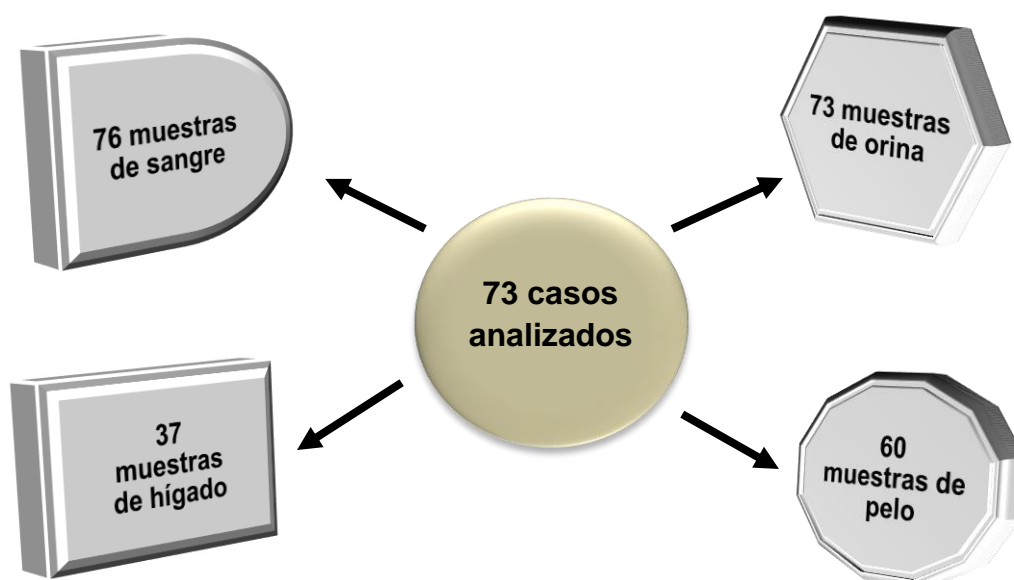 76 muestras
de sangre
73 muestras
de orina
73 casos
analizados
37
muestras
de hígado
60
muestras de
pelo